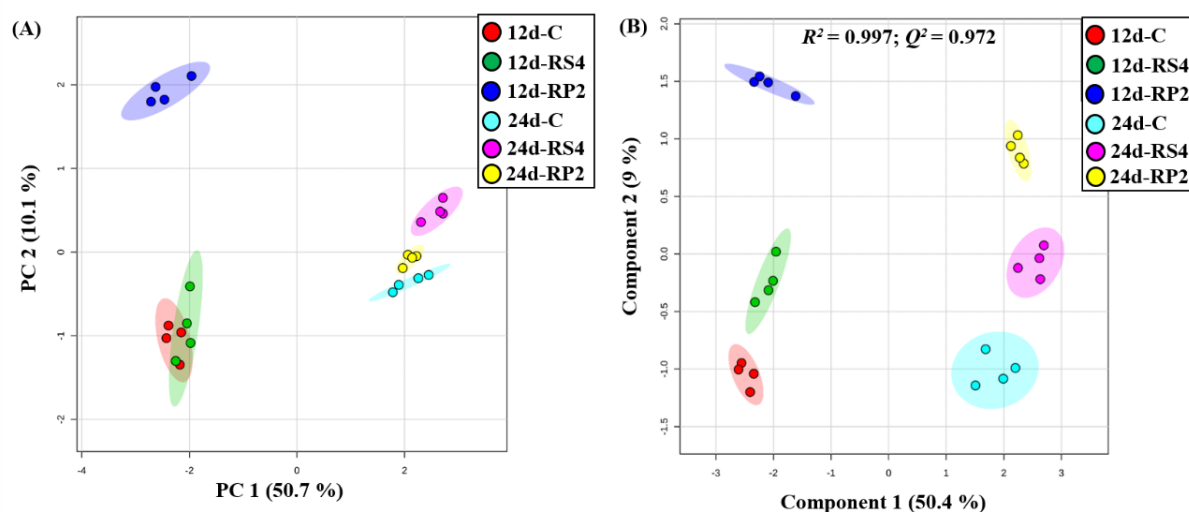 (A)
12d-C
12d-RS4
12d-RP2
24d-C
24d-RS4
24d-RP2
PC 2 (10.1 %)
2
1
0
-1
-2
-4
-2
0
2
PC 1 (50.7 %)
(B)
R² = 0.997; Q² = 0.972
12d-C
12d-RS4
12d-RP2
24d-C
24d-RS4
24d-RP2
Component 2 (9 %)
2.0
1.5
1.0
0.5
0.0
-0.5
-1.0
-1.5
-3
-2
-1
0
1
2
3
Component 1 (50.4 %)